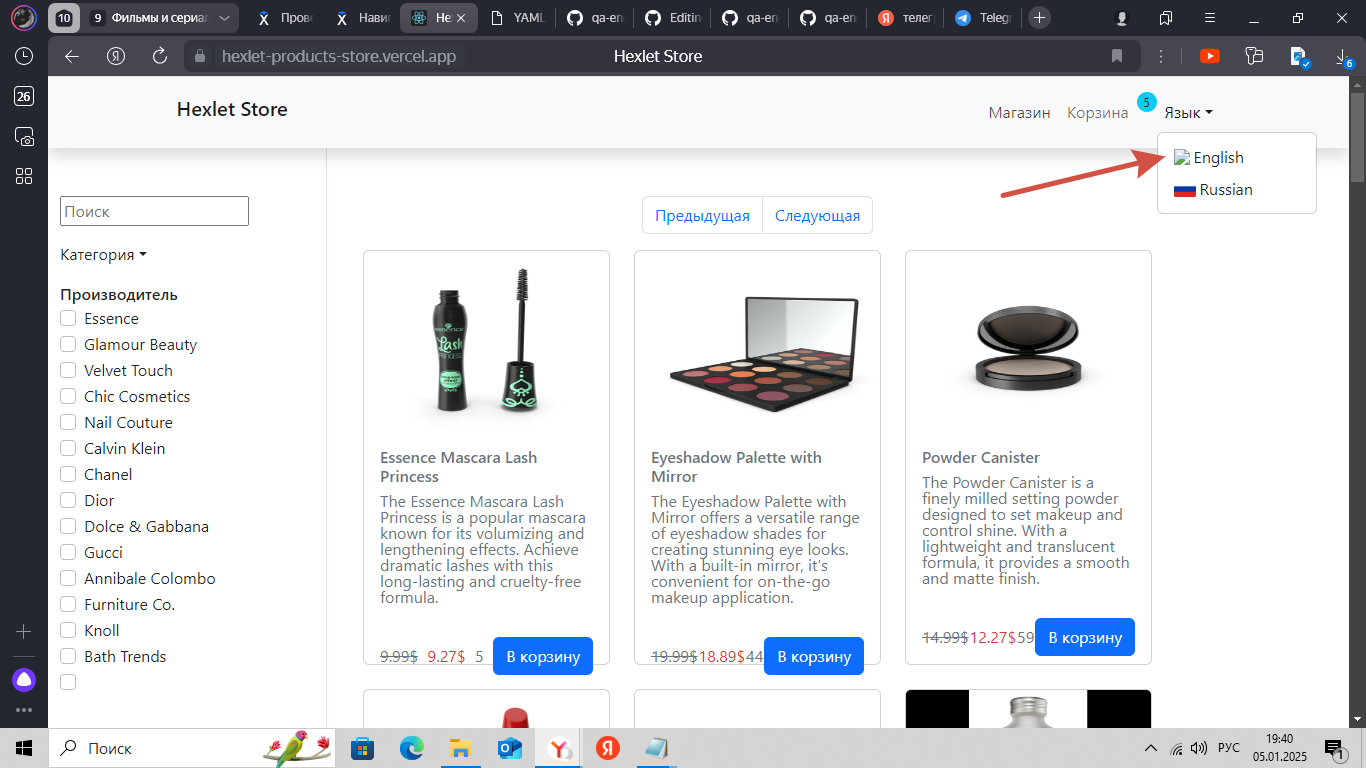 10
9 Фильмы и сериал
Прове
Навиг
He
YAML
qa-en
Editin
qa-en
qa-en
телег
Telegr
hexlet-products-store.vercel.app
Hexlet Store
6
26
Hexlet Store
Магазин
Корзина
5
Язык
English
Russian
Поиск
Категория
Производитель
Essence
Glamour Beauty
Velvet Touch
Chic Cosmetics
Nail Couture
Calvin Klein
Chanel
Dior
Dolce & Gabbana
Gucci
Annibale Colombo
Furniture Co.
Knoll
Bath Trends
Предыдущая
Следующая
essence
Lash
PRINCESS
Essence Mascara Lash
Princess
The Essence Mascara Lash
Princess is a popular mascara
known for its volumizing and
lengthening effects. Achieve
dramatic lashes with this
long-lasting and cruelty-free
formula.
9.99$ 9.27$ 5
В корзину
Eyeshadow Palette with
Mirror
The Eyeshadow Palette with
Mirror offers a versatile range
of eyeshadow shades for
creating stunning eye looks.
With a built-in mirror, it's
convenient for on-the-go
makeup application.
19.99$18.89$44
В корзину
Powder Canister
The Powder Canister is a
finely milled setting powder
designed to set makeup and
control shine. With a
lightweight and translucent
formula, it provides a smooth
and matte finish.
14.99$12.27$59
В корзину
Поиск
РУС
19:40
05.01.2025
1